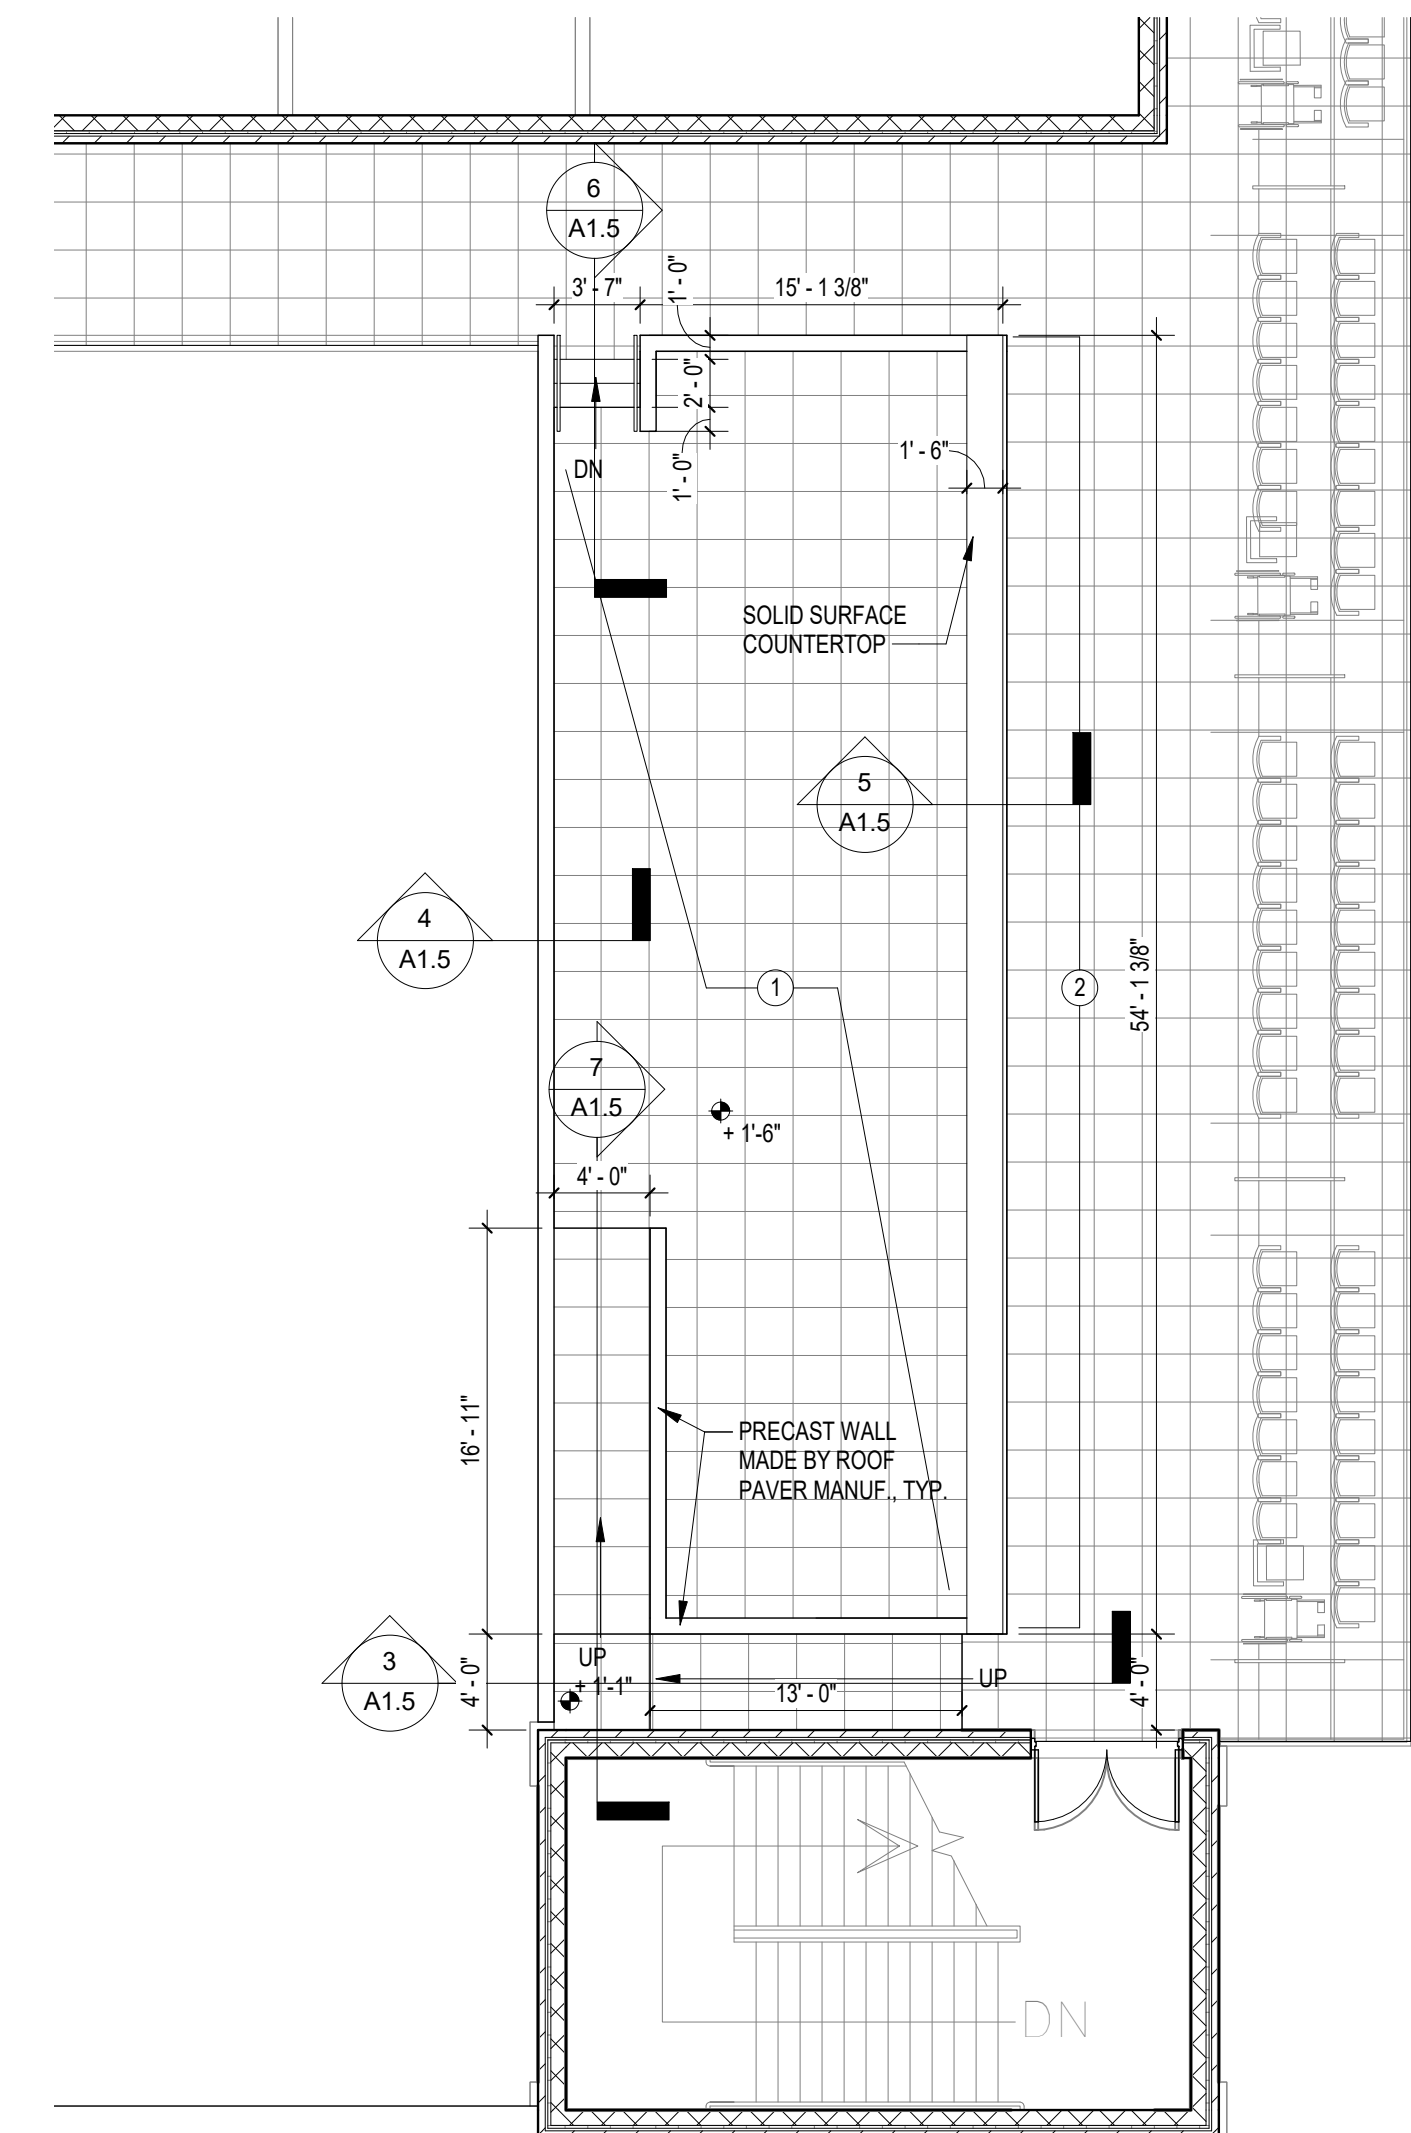 6
A1.5
3' - 7"
1' - 0"
15' - 1 3/8"
2' - 0"
1' - 0"
1' - 6"
DN
SOLID SURFACE
COUNTERTOP
5
A1.5
4
A1.5
1
2
54' - 1 3/8"
7
A1.5
+ 1'-6"
4' - 0"
16' - 11"
PRECAST WALL
MADE BY ROOF
PAVER MANUF., TYP.
3
A1.5
4' - 0"
UP
+ 1'-1"
13' - 0"
UP
4' - 0"
DN